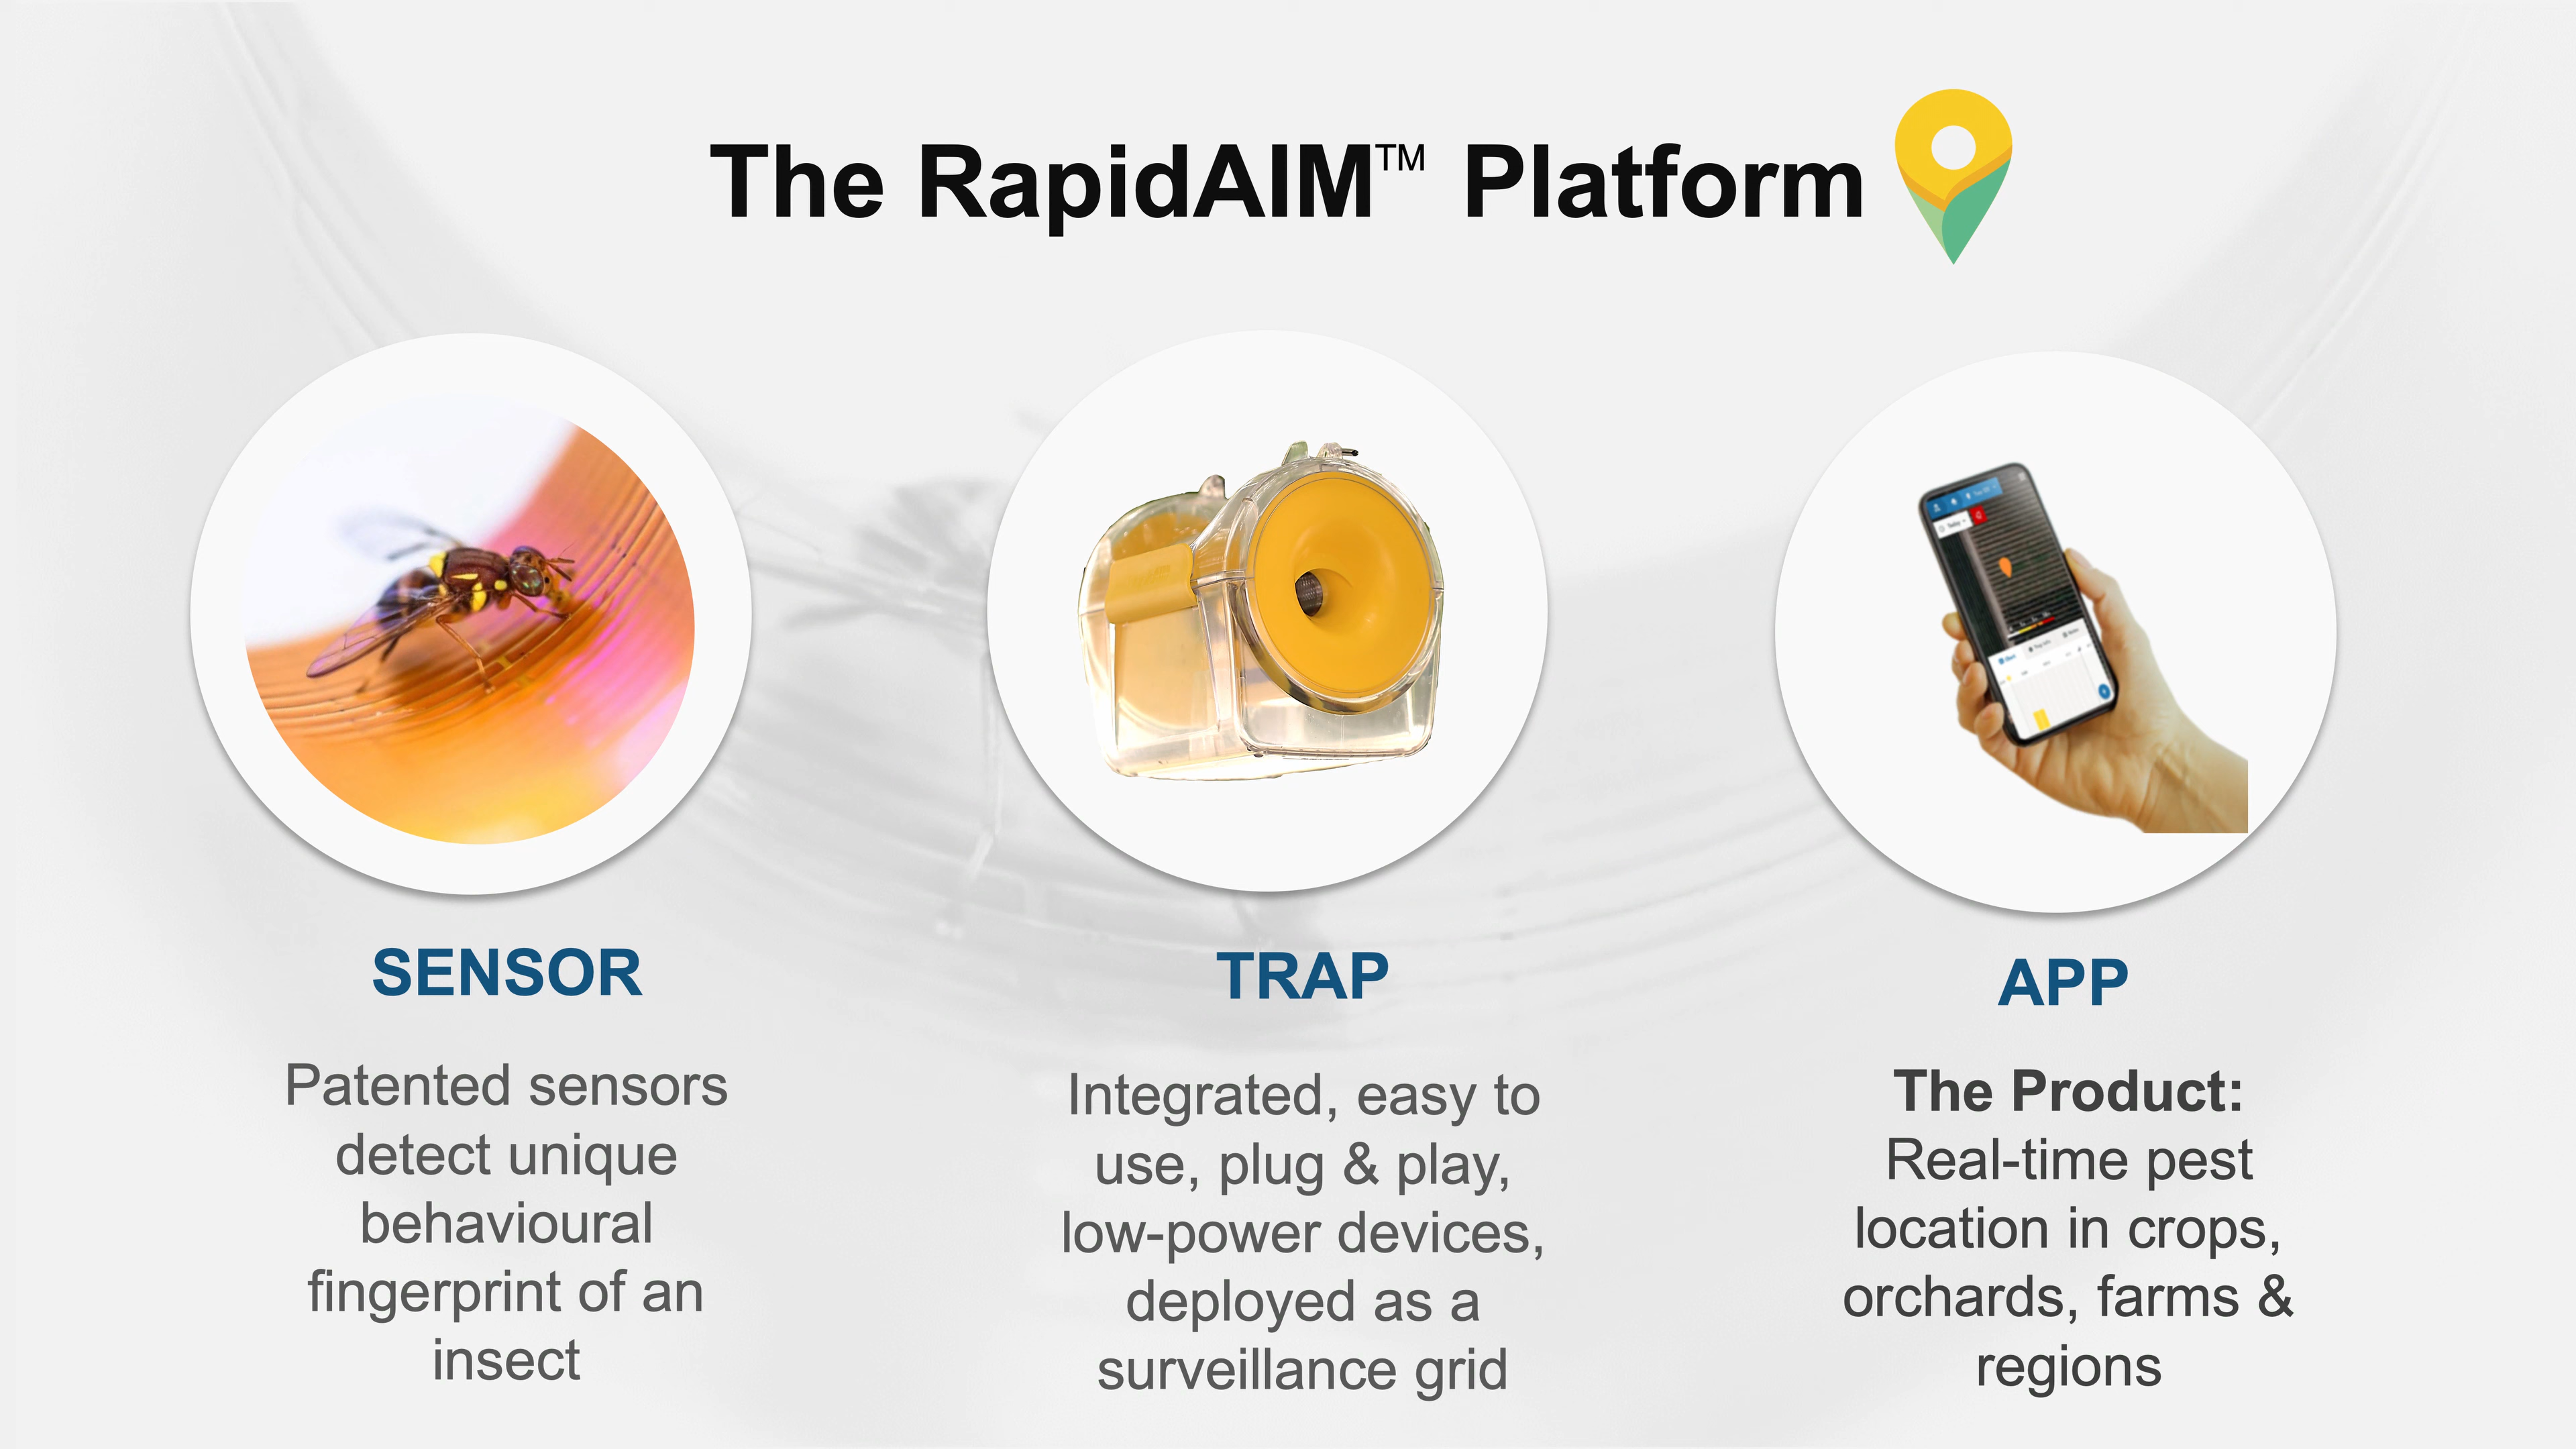 The RapidAIM™ Platform
SENSOR
Patented sensors
detect unique
behavioural
fingerprint of an
insect
TRAP
Integrated, easy to
use, plug & play,
low-power devices,
deployed as a
surveillance grid
APP
The Product:
Real-time pest
location in crops,
orchards, farms &
regions